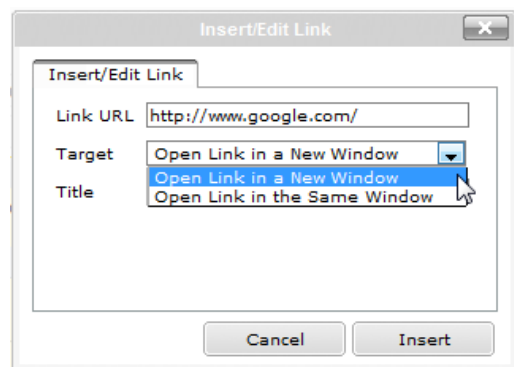 Insert/Edit Link
Insert/Edit Link
Link URL http://www.google.com/
Target Open Link in a New Window
Open Link in a New Window
Title Open Link in the Same Window
Cancel Insert